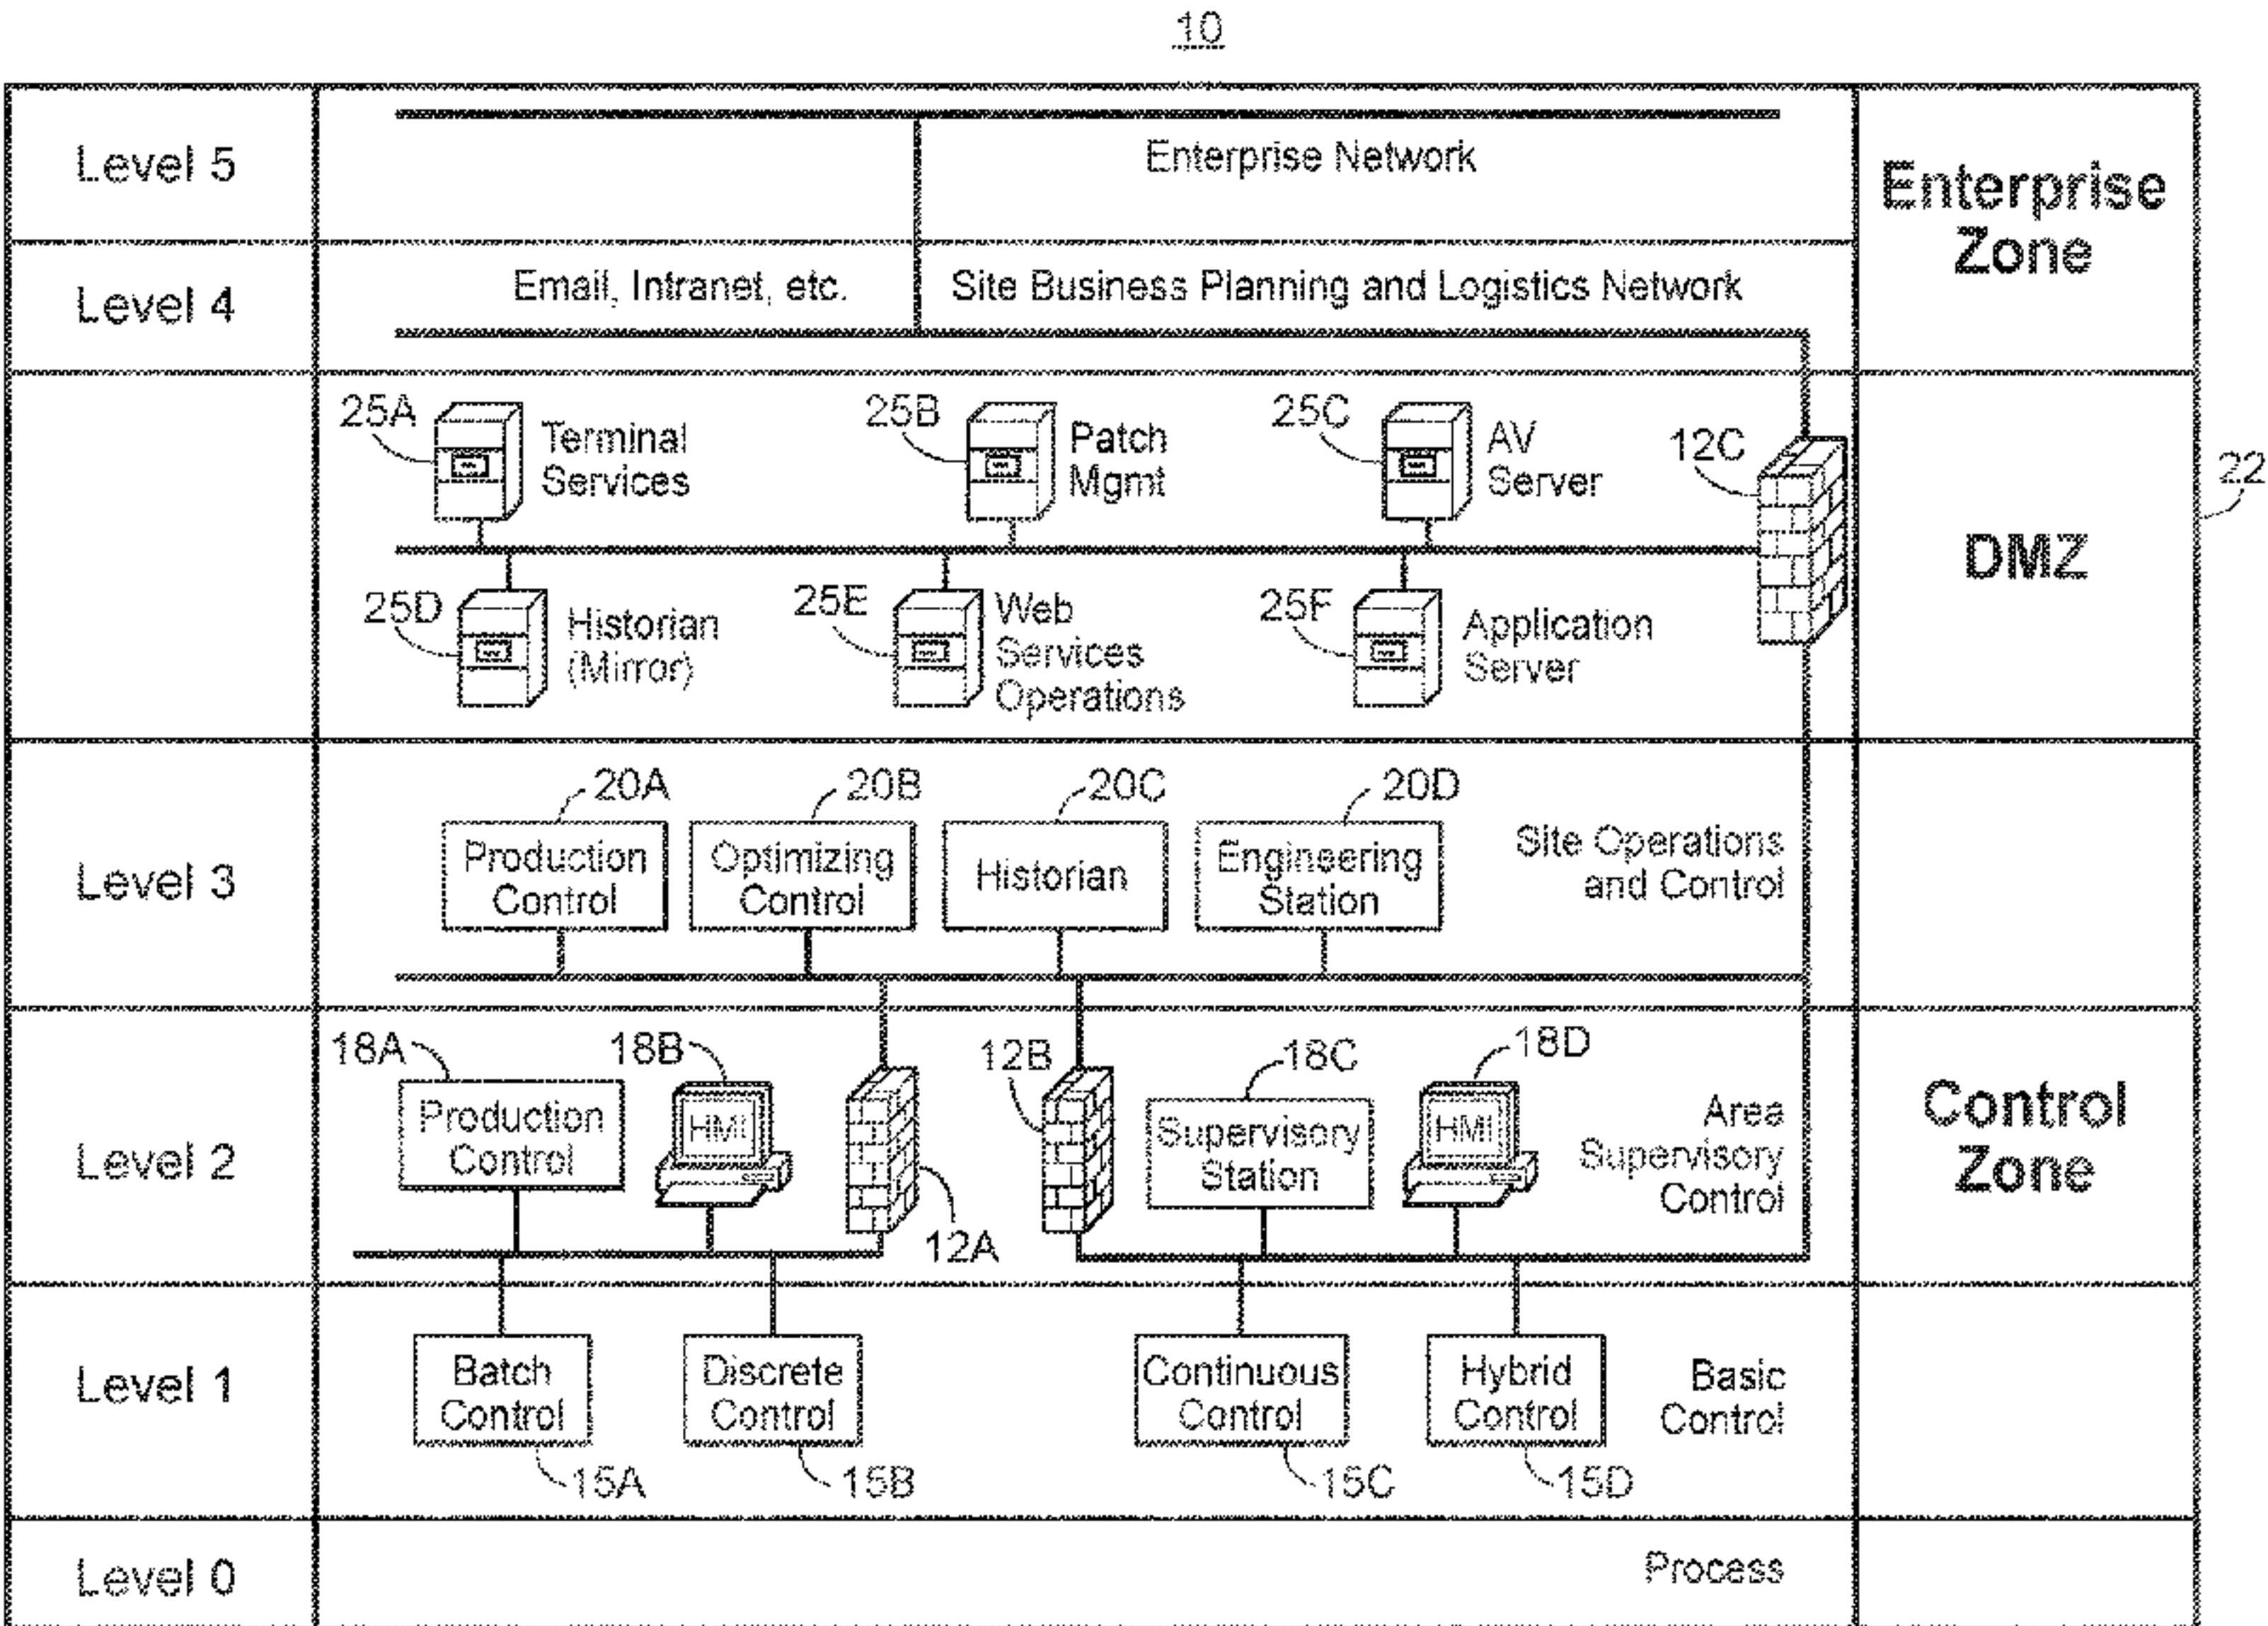 10
Level 5
Enterprise Network
Enterprise
Zone
Level 4
Email, Intranet, etc.
Site Business Planning and Logistics Network
25A
Terminal
Services
25B
Patch
Mgmt
25C
AV
Server
12C
22
DMZ
25D
Historian
(Mirror)
25E
Web
Services
Operations
25F
Application
Server
Level 3
20A
Production
Control
20B
Optimizing
Control
20C
Historian
20D
Engineering
Station
Site Operations
and Control
Level 2
18A
Production
Control
18B
HMI
12A
12B
18C
Supervisory
Station
18D
HMI
Area
Supervisory
Control
Control
Zone
Level 1
Batch
Control
15A
Discrete
Control
15B
Continuous
Control
15C
Hybrid
Control
15D
Basic
Control
Level 0
Process